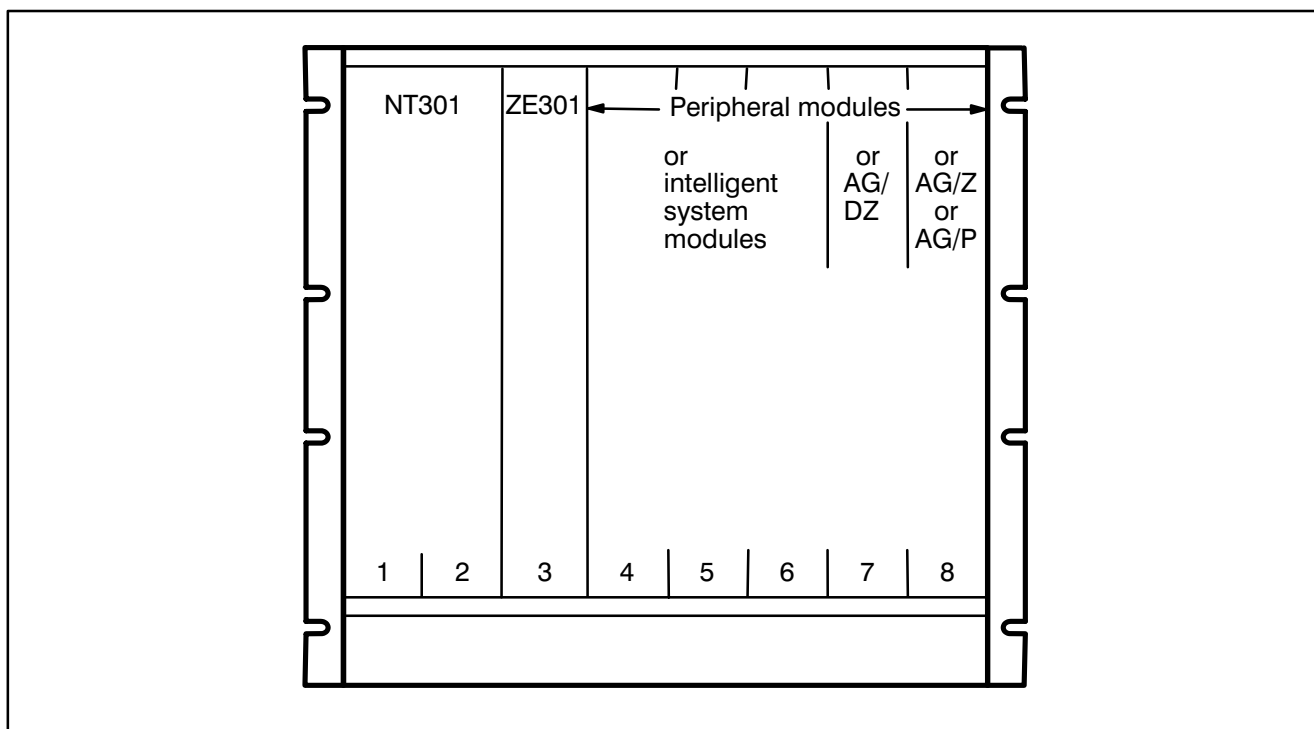 NT301
ZE301
Peripheral modules
or
intelligent
system
modules
or
AG/
DZ
or
AG/Z
or
AG/P
1 2 3 4 5 6 7 8